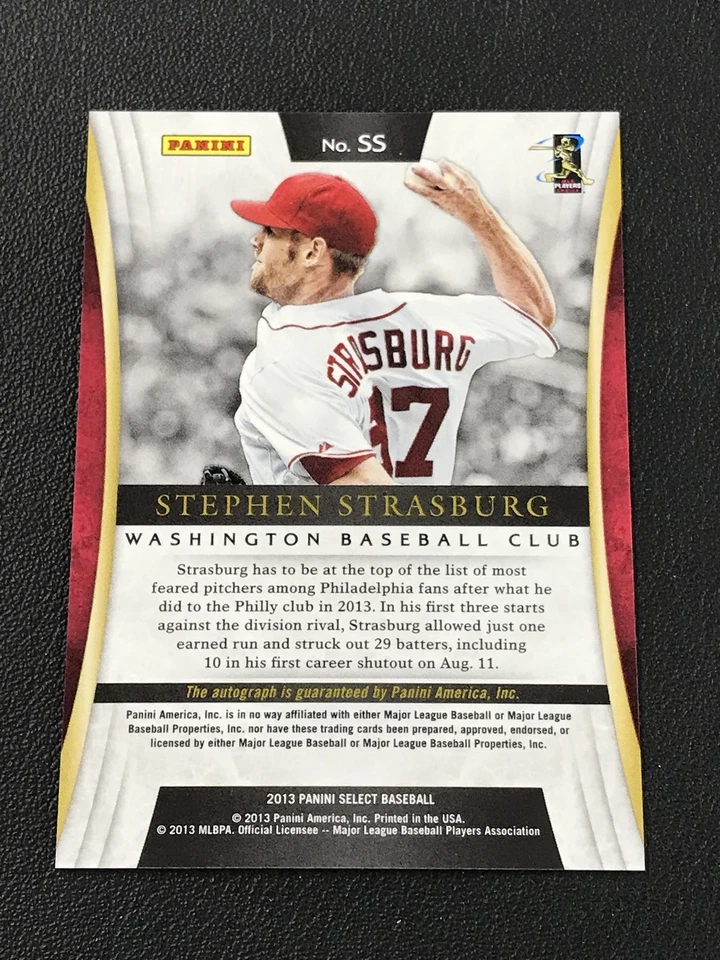 PANINI
No. SS
PLAYERS
STRASBURG
37
STEPHEN STRASBURG
WASHINGTON BASEBALL CLUB
Strasburg has to be at the top of the list of most
feared pitchers among Philadelphia fans after what he
did to the Philly club in 2013. In his first three starts
against the division rival, Strasburg allowed just one
earned run and struck out 29 batters, including
10 in his first career shutout on Aug. 11.
The autograph is guaranteed by Panini America, Inc.
Panini America, Inc. is in no way affiliated with either Major League Baseball or Major League
Baseball Properties, Inc. nor have these trading cards been prepared, approved, endorsed, or
licensed by either Major League Baseball or Major League Baseball Properties, Inc.
2013 PANINI SELECT BASEBALL
© 2013 Panini America, Inc. Printed in the USA.
© 2013 MLBPA. Official Licensee -- Major League Baseball Players Association